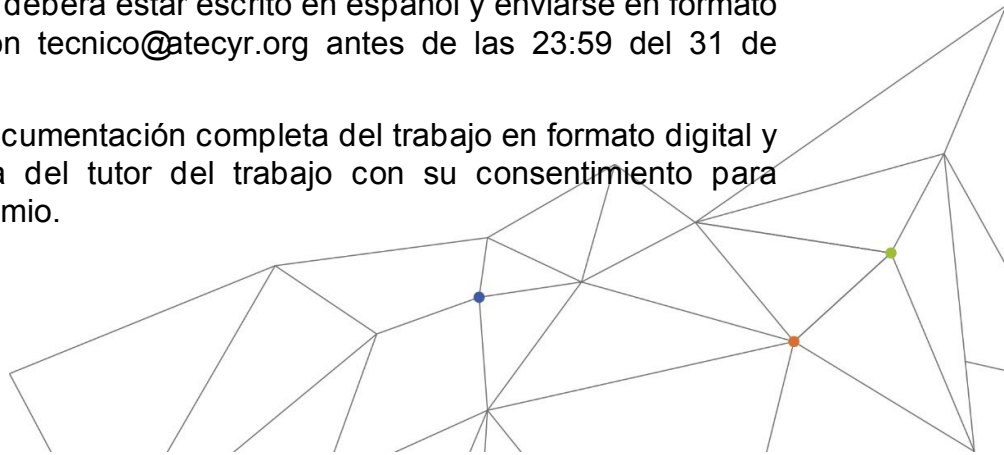 deberá estar escrito en español y enviarse en formato
tecnico@atecyr.org antes de las 23:59 del 31 de
cumentación completa del trabajo en formato digital y
del tutor del trabajo con su consentimiento para
mio.